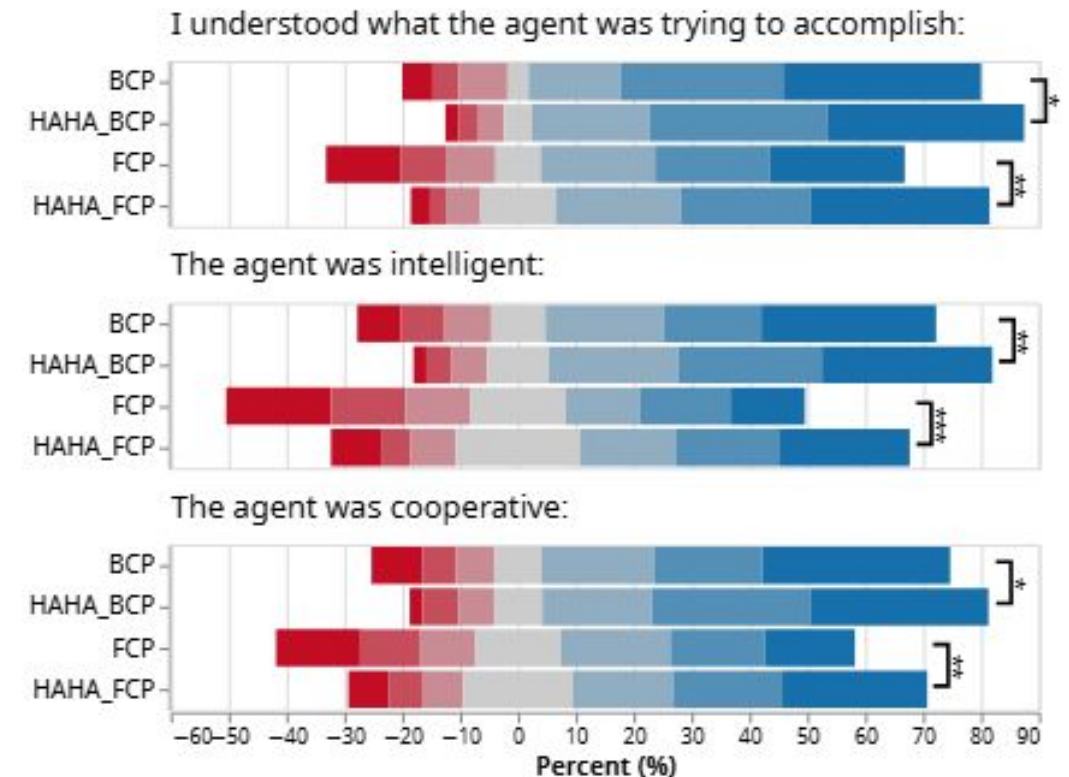 I understood what the agent was trying to accomplish:
BCP
HAHA_BCP
*
FCP
HAHA_FCP
**
The agent was intelligent:
BCP
HAHA_BCP
**
FCP
HAHA_FCP
***
The agent was cooperative:
BCP
HAHA_BCP
*
FCP
HAHA_FCP
**
−60 −50 −40 −30 −20 −10 0 10 20 30 40 50 60 70 80 90
Percent (%)